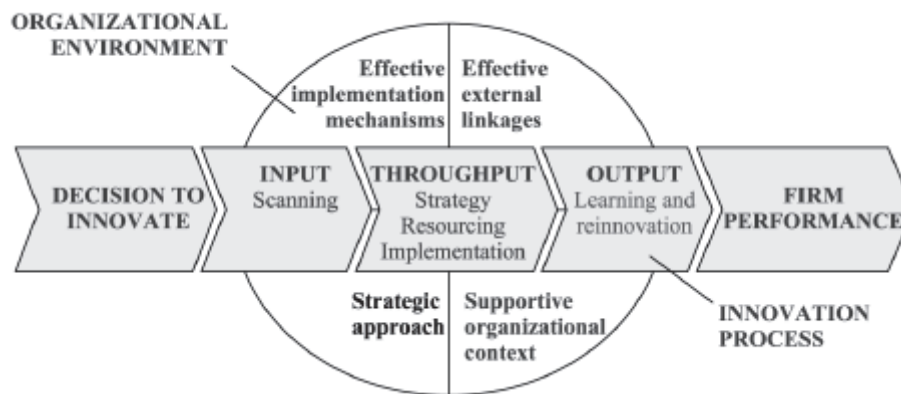 ORGANIZATIONAL
ENVIRONMENT
Effective
implementation
mechanisms
Effective
external
linkages
DECISION TO
INNOVATE
INPUT
Scanning
THROUGHPUT
Strategy
Resourcing
Implementation
OUTPUT
Learning and
reinnovation
FIRM
PERFORMANCE
Strategic
approach
Supportive
organizational
context
INNOVATION
PROCESS